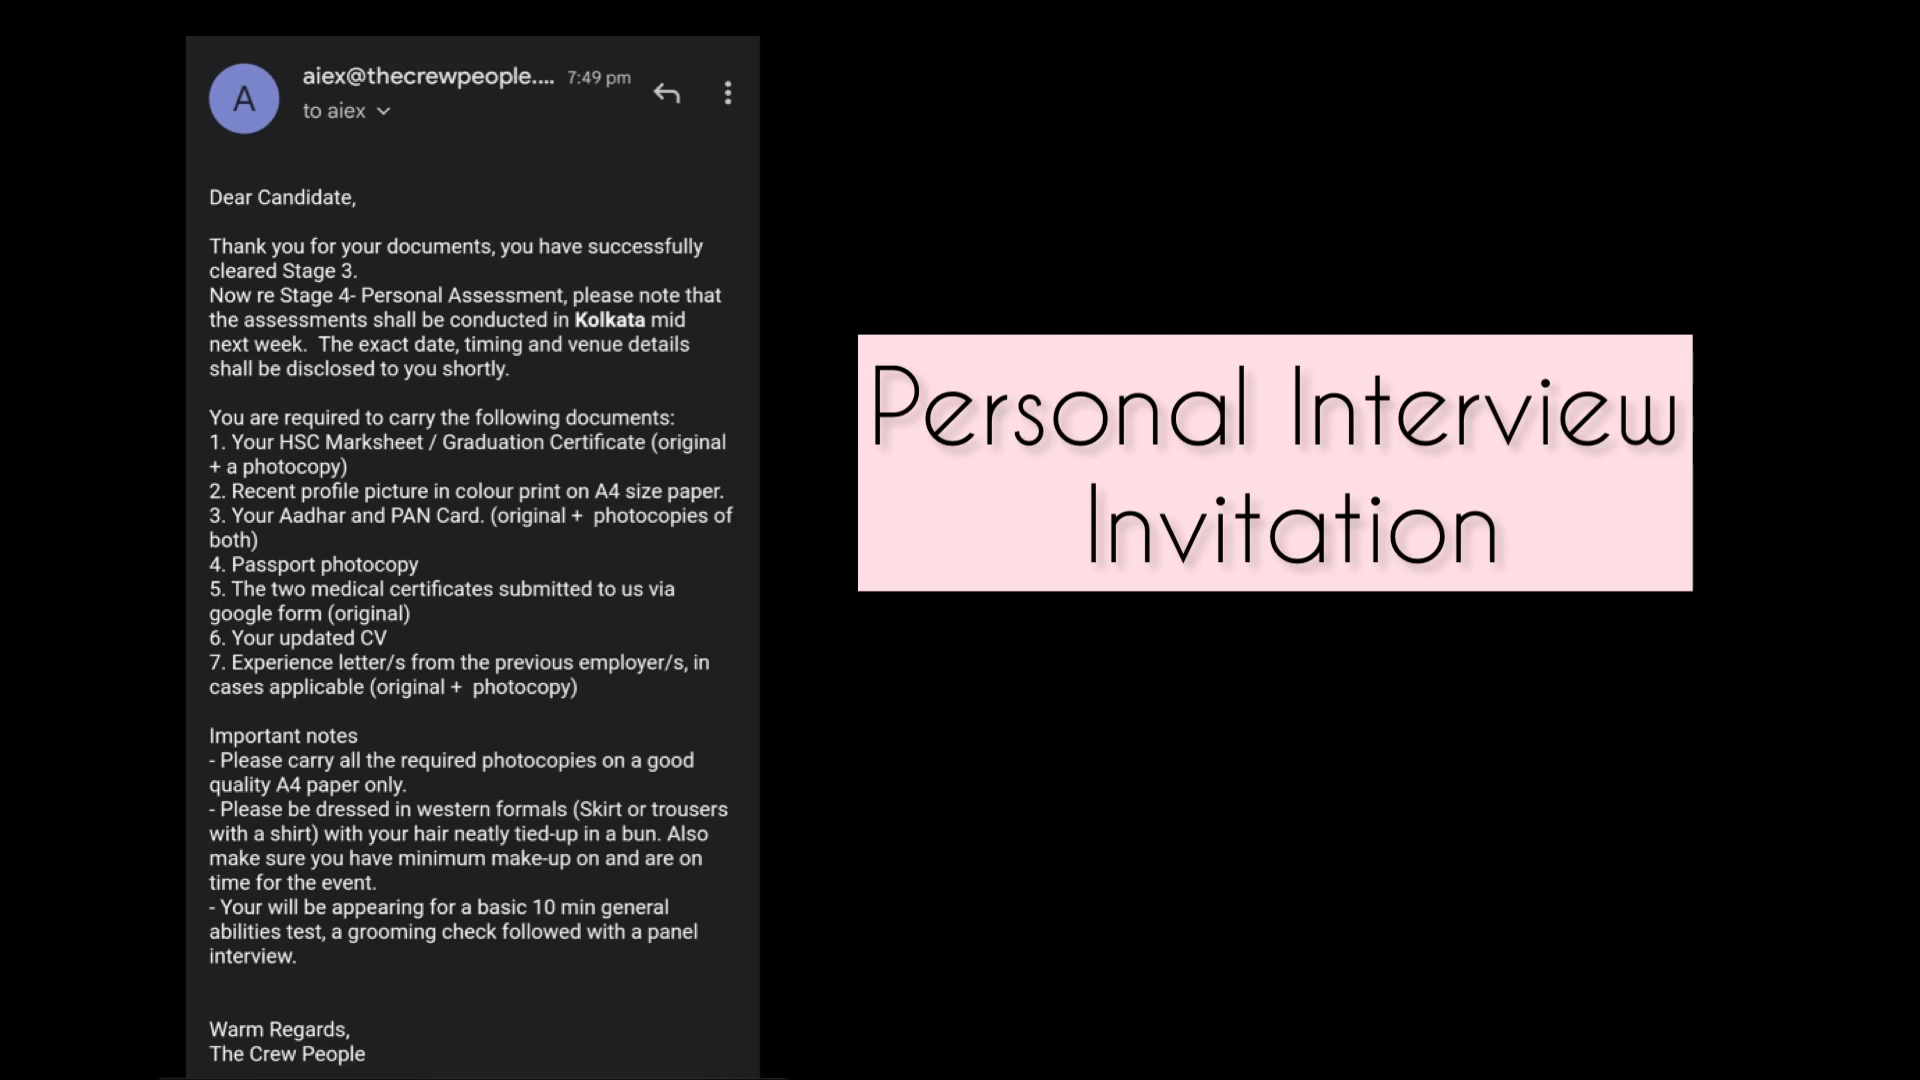 A
aiex@thecrewpeople.... 7:49 pm
to aiex
Dear Candidate,
Thank you for your documents, you have successfully
cleared Stage 3.
Now re Stage 4- Personal Assessment, please note that
the assessments shall be conducted in Kolkata mid
next week.  The exact date, timing and venue details
shall be disclosed to you shortly.
You are required to carry the following documents:
1. Your HSC Marksheet / Graduation Certificate (original
+ a photocopy)
2. Recent profile picture in colour print on A4 size paper.
3. Your Aadhar and PAN Card. (original +  photocopies of
both)
4. Passport photocopy
5. The two medical certificates submitted to us via
google form (original)
6. Your updated CV
7. Experience letter/s from the previous employer/s, in
cases applicable (original +  photocopy)
Important notes
- Please carry all the required photocopies on a good
quality A4 paper only.
- Please be dressed in western formals (Skirt or trousers
with a shirt) with your hair neatly tied-up in a bun. Also
make sure you have minimum make-up on and are on
time for the event.
- Your will be appearing for a basic 10 min general
abilities test, a grooming check followed with a panel
interview.
Warm Regards,
The Crew People
Personal Interview
Invitation